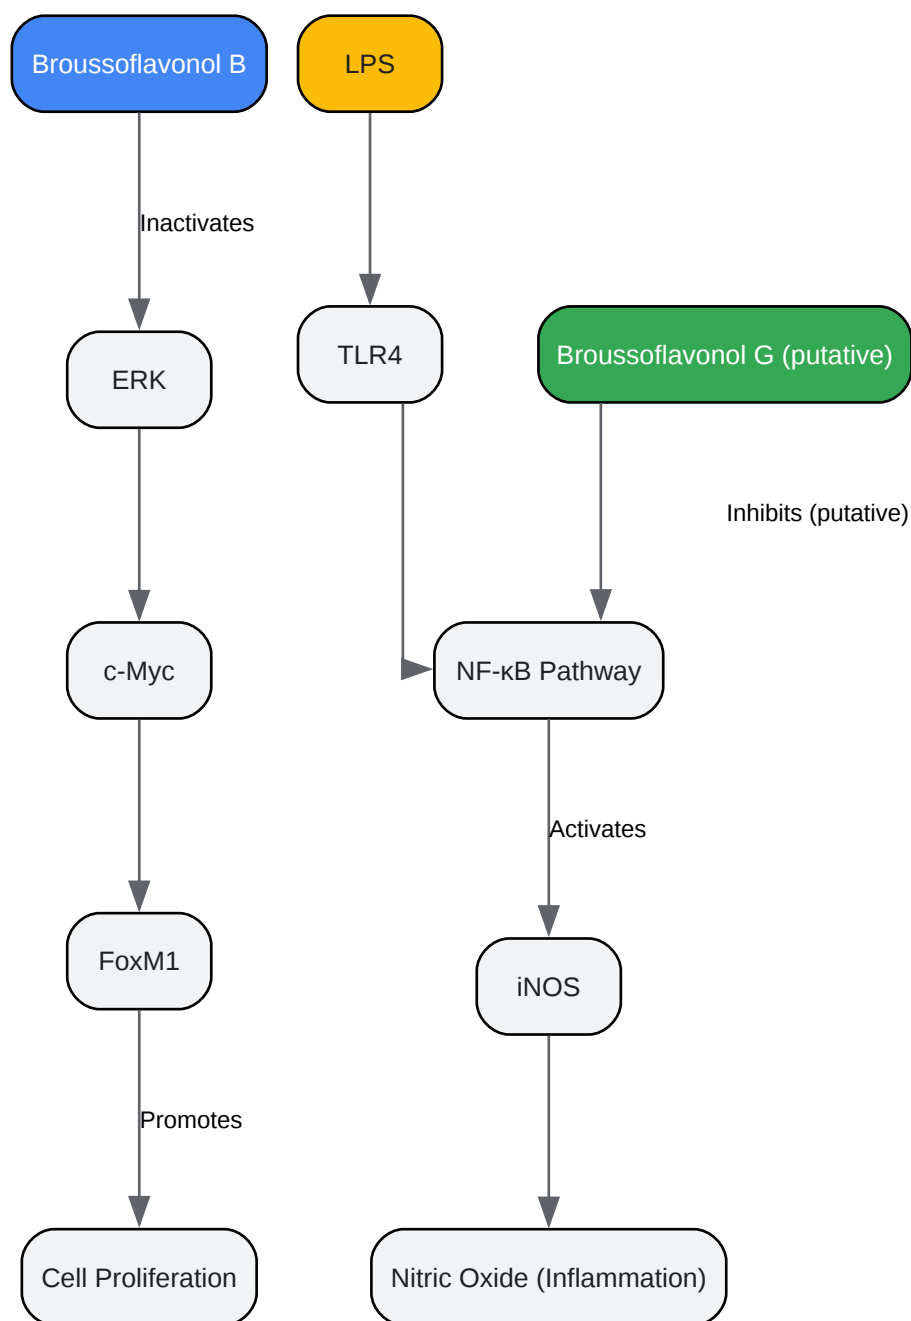 Broussoflavonol B
LPS
Inactivates
ERK
TLR4
Broussoflavonol G (putative)
Inhibits (putative)
c-Myc
NF-κB Pathway
Activates
FoxM1
iNOS
Promotes
Cell Proliferation
Nitric Oxide (Inflammation)